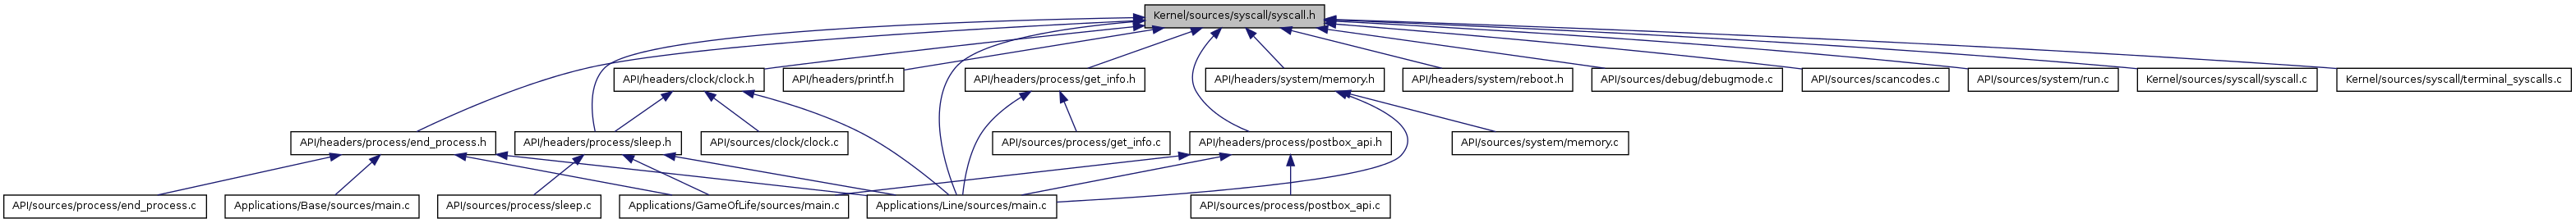 Kernel/sources/syscall/syscall.h
API/headers/clock/clock.h
API/headers/printf.h
API/headers/process/get_info.h
API/headers/system/memory.h
API/headers/system/reboot.h
API/sources/debug/debugmode.c
API/sources/scancodes.c
API/sources/system/run.c
Kernel/sources/syscall/syscall.c
Kernel/sources/syscall/terminal_syscalls.c
API/headers/process/end_process.h
API/headers/process/sleep.h
API/sources/clock/clock.c
API/sources/process/get_info.c
API/headers/process/postbox_api.h
API/sources/system/memory.c
API/sources/process/end_process.c
Applications/Base/sources/main.c
API/sources/process/sleep.c
Applications/GameOfLife/sources/main.c
Applications/Line/sources/main.c
API/sources/process/postbox_api.c